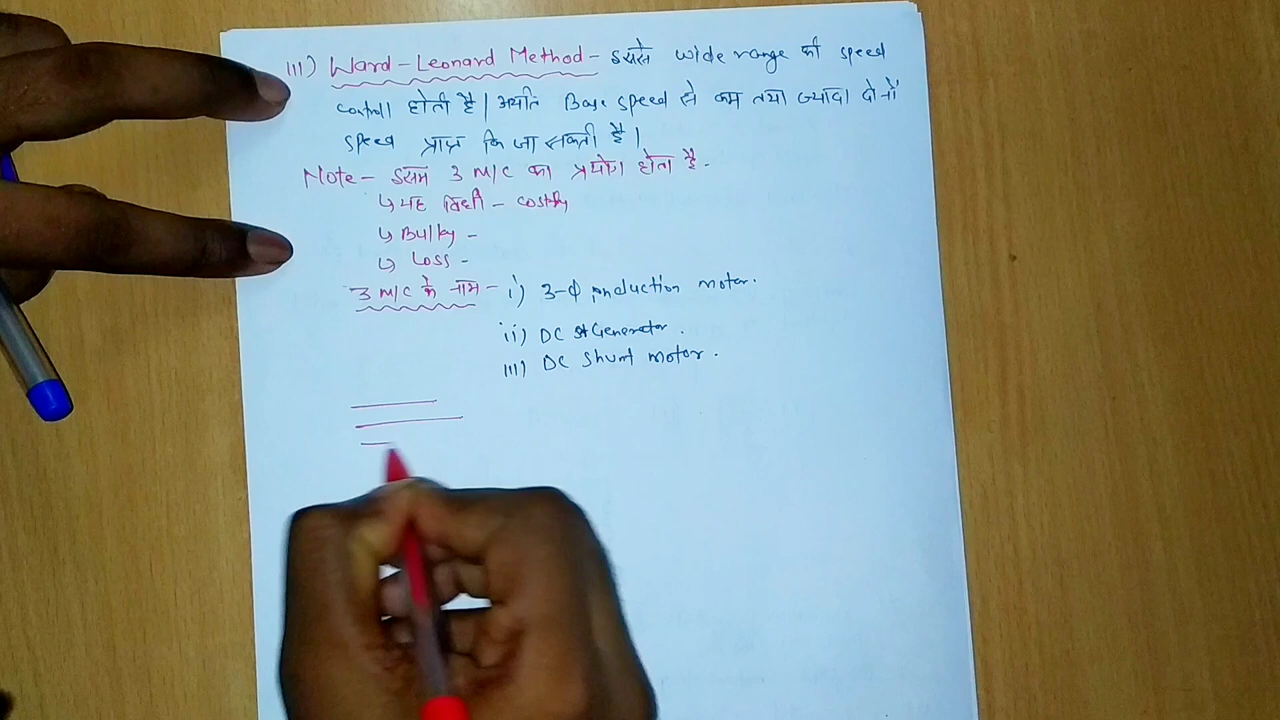 III) Ward-Leonard Method - इससे wide range की speed
control होती है | अर्थात Base speed से कम तथा ज्यादा दोनों
speed प्राप्त कि जा सकती है |
Note - इसमे 3 M/C का प्रयोग होता है.
↳ यह विधी - costly
↳ Bulky -
↳ Loss -
3 M/C के नाम - i) 3-Φ induction motor.
ii) DC Generator.
III) DC Shunt motor.